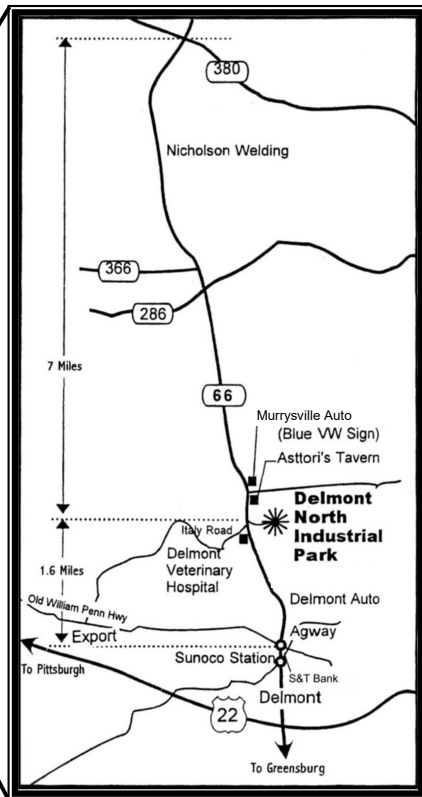 380
Nicholson Welding
366
286
7 Miles
66
Murrysville Auto
(Blue VW Sign)
Asttori's Tavern
Delmont
North
Industrial
Park
Italy Road
Delmont
Veterinary
Hospital
1.6 Miles
Delmont Auto
Old William Penn Hwy
Export
Agway
Sunoco Station
S&T Bank
To Pittsburgh
Delmont
22
To Greensburg